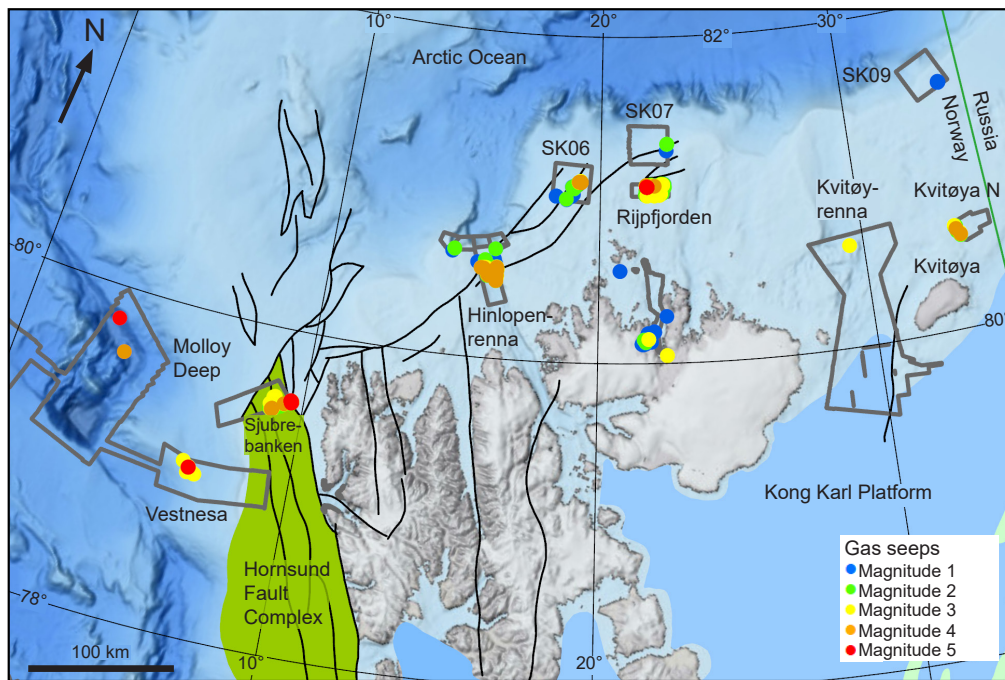 10°
20°
30°
82°
N
Arctic Ocean
SK09
Russia
Norway
SK07
SK06
Kvitøy-
renna
Kvitøya N
Rijpfjorden
80°
Kvitøya
Hinlopen-
renna
80°
Molloy
Deep
Sjubre-
banken
Kong Karl Platform
Vestnesa
Gas seeps
Magnitude 1
Magnitude 2
Magnitude 3
Magnitude 4
Magnitude 5
Hornsund
Fault
Complex
78°
100 km
10°
20°